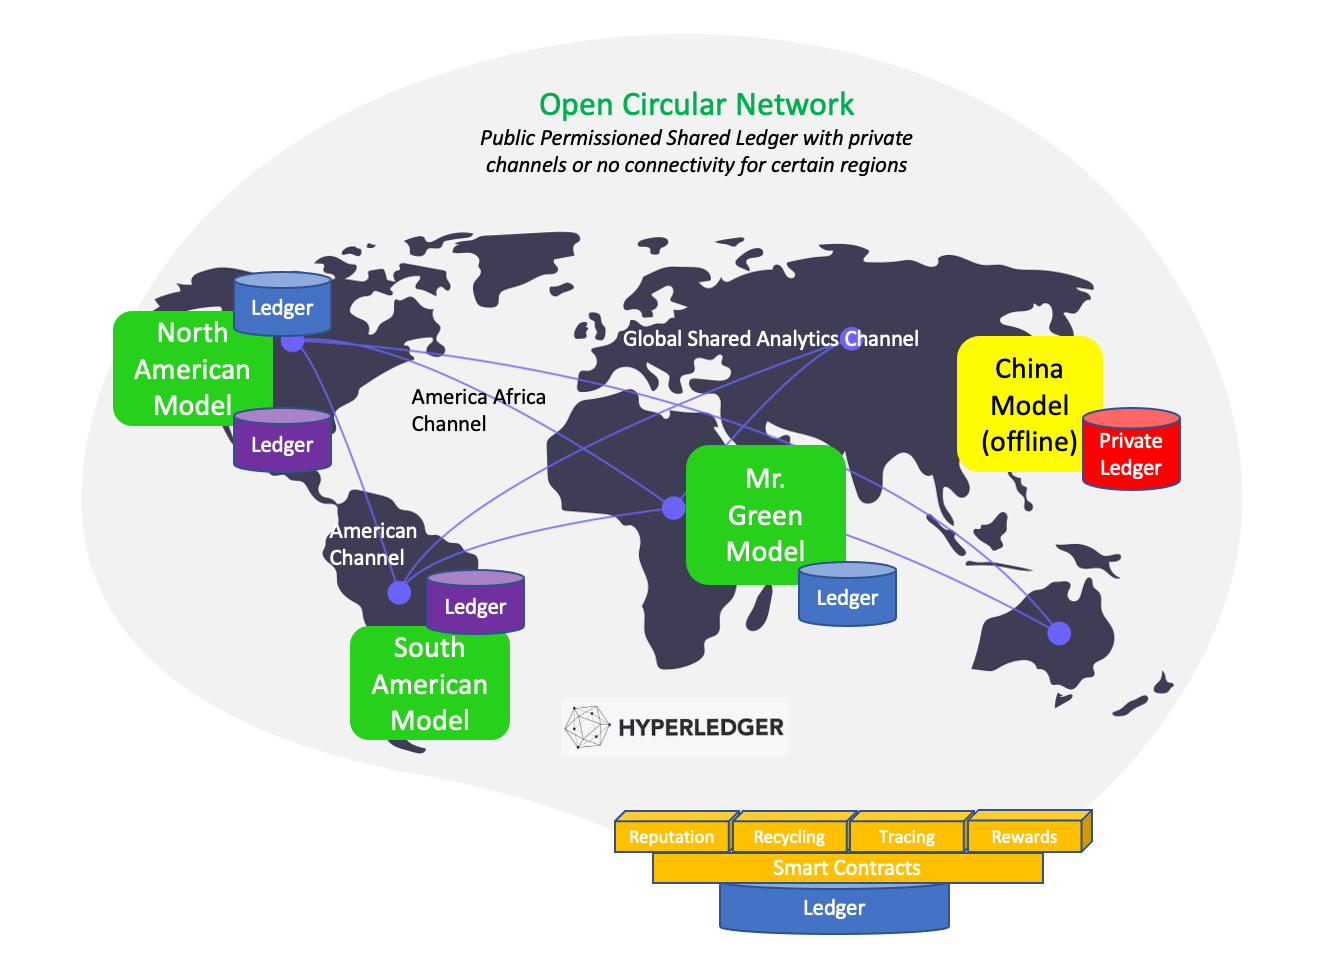 Open Circular Network
Public Permissioned Shared Ledger with private
channels or no connectivity for certain regions
Ledger
North
American
Model
Ledger
Global Shared Analytics Channel
America Africa
Channel
China
Model
(offline)
Private
Ledger
Mr.
Green
Model
Ledger
American
Channel
Ledger
South
American
Model
HYPERLEDGER
Reputation
Recycling
Tracing
Rewards
Smart Contracts
Ledger